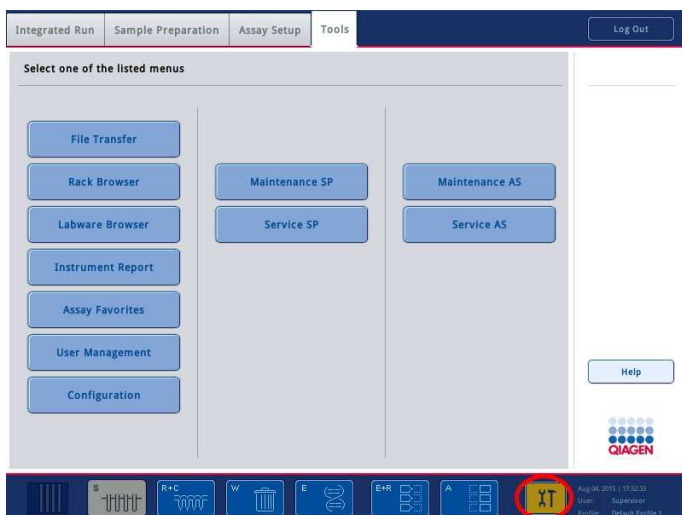 Integrated Run
Sample Preparation
Assay Setup
Tools
Log Out
Select one of the listed menus
File Transfer
Rack Browser
Maintenance SP
Maintenance AS
Labware Browser
Service SP
Service AS
Instrument Report
Assay Favorites
User Management
Configuration
Help
QIAGEN
S
R+C
W
E
E+R
A
Aug 04, 2015 | 17:32:33
User: Supervisor
Profile: Default Profile 1